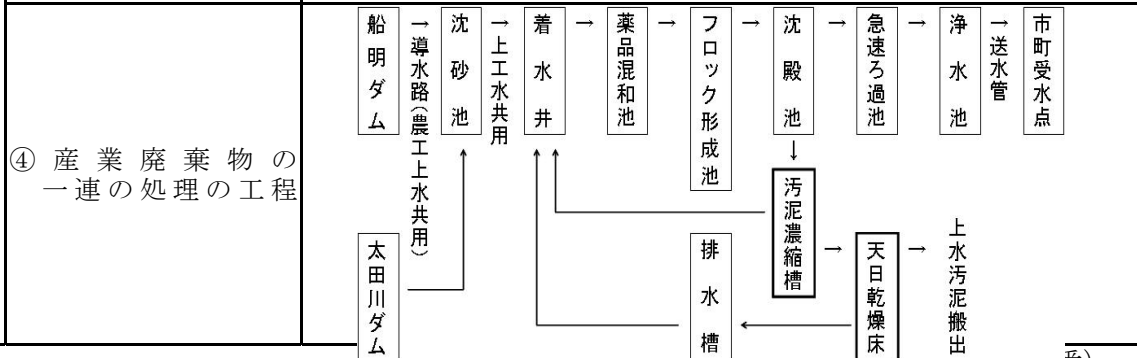 ④産業廃棄物の
一連の処理の工程
船明ダム
→
導水路(農工上水共用)
沈砂池
→
上工水共用
着水井
→
薬品混和池
→
フロック形成池
→
沈殿池
→
急速ろ過池
→
浄水池
→
送水管
市町受水点
↓
汚泥濃縮槽
→
天日乾燥床
→
上水汚泥搬出
排水槽
太田川ダム